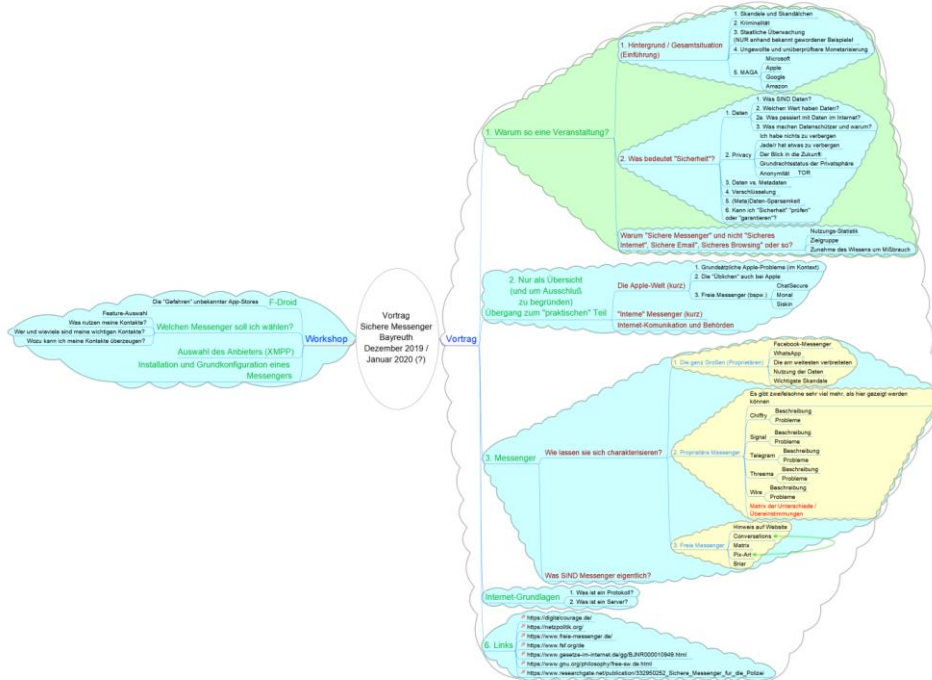 Vortrag
Sichere Messenger
Bayreuth
Dezember 2019 /
Januar 2020 (?)
Vortrag
1. Warum so eine Veranstaltung?
1. Hintergrund / Gesamtsituation
(Einführung)
1. Skandale und Skandälchen
2. Kriminalität
3. Staatliche Überwachung
(NUR anhand bekannt gewordener Beispiele!
4. Ungewollte und unüberprüfbare Monetarisierung
5. MAGA
Microsoft
Apple
Google
Amazon
2. Was bedeutet "Sicherheit"?
1. Daten
1. Was SIND Daten?
2. Welchen Wert haben Daten?
2a. Was passiert mit Daten im Internet?
3. Was machen Datenschützer und warum?
2. Privacy
Ich habe nichts zu verbergen
Jede/r hat etwas zu verbergen
Der Blick in die Zukunft
Grundrechtsstatus der Privatsphäre
Anonymität
TOR
3. Daten vs. Metadaten
4. Verschlüsselung
5. (Meta)Daten-Sparsamkeit
6. Kann ich "Sicherheit" "prüfen"
oder "garantieren"?
Warum "Sichere Messenger" und nicht "Sicheres
Internet", Sichere Email", Sicheres Browsing" oder so?
Nutzungs-Statistik
Zielgruppe
Zunahme des Wissens um Mißbrauch
2. Nur als Übersicht
(und um Ausschluß
zu begründen)
Übergang zum "praktischen" Teil
Die Apple-Welt (kurz)
1. Grundsätzliche Apple-Probleme (im Kontext)
2. Die "Üblichen" auch bei Apple
3. Freie Messenger (bspw.)
ChatSecure
Monal
Siskin
"Interne" Messenger (kurz)
Internet-Komunikation und Behörden
3. Messenger
Wie lassen sie sich charakterisieren?
1. Die ganz Großen (Proprietären)
Facebook-Messenger
WhatsApp
Die am weitesten verbreiteten
Nutzung der Daten
Wichtigste Skandale
2. Proprietäre Messenger
Es gibt zweifelsohne sehr viel mehr, als hier gezeigt werden
können
Chiffry
Beschreibung
Probleme
Signal
Beschreibung
Probleme
Telegram
Beschreibung
Probleme
Threema
Beschreibung
Probleme
Wire
Beschreibung
Probleme
Matrix der Unterschiede /
Übereinstimmungen
3. Freie Messenger
Hinweis auf Website
Conversations
Matrix
Pix-Art
Briar
Was SIND Messenger eigentlich?
Internet-Grundlagen
1. Was ist ein Protokoll?
2. Was ist ein Server?
6. Links
https://digitalcourage.de/
https://netzpolitik.org/
https://www.freie-messenger.de/
https://www.fsf.org/de
https://www.gesetze-im-internet.de/gg/BJNR000010949.html
https://www.gnu.org/philosophy/free-sw.de.html
https://www.researchgate.net/publication/332950252_Sichere_Messenger_fur_die_Polizei
Workshop
F-Droid
Die "Gefahren" unbekannter App-Stores
Welchen Messenger soll ich wählen?
Feature-Auswahl
Was nutzen meine Kontakte?
Wer und wieviele sind meine wichtigen Kontakte?
Wozu kann ich meine Kontakte überzeugen?
Auswahl des Anbieters (XMPP)
Installation und Grundkonfiguration eines
Messengers